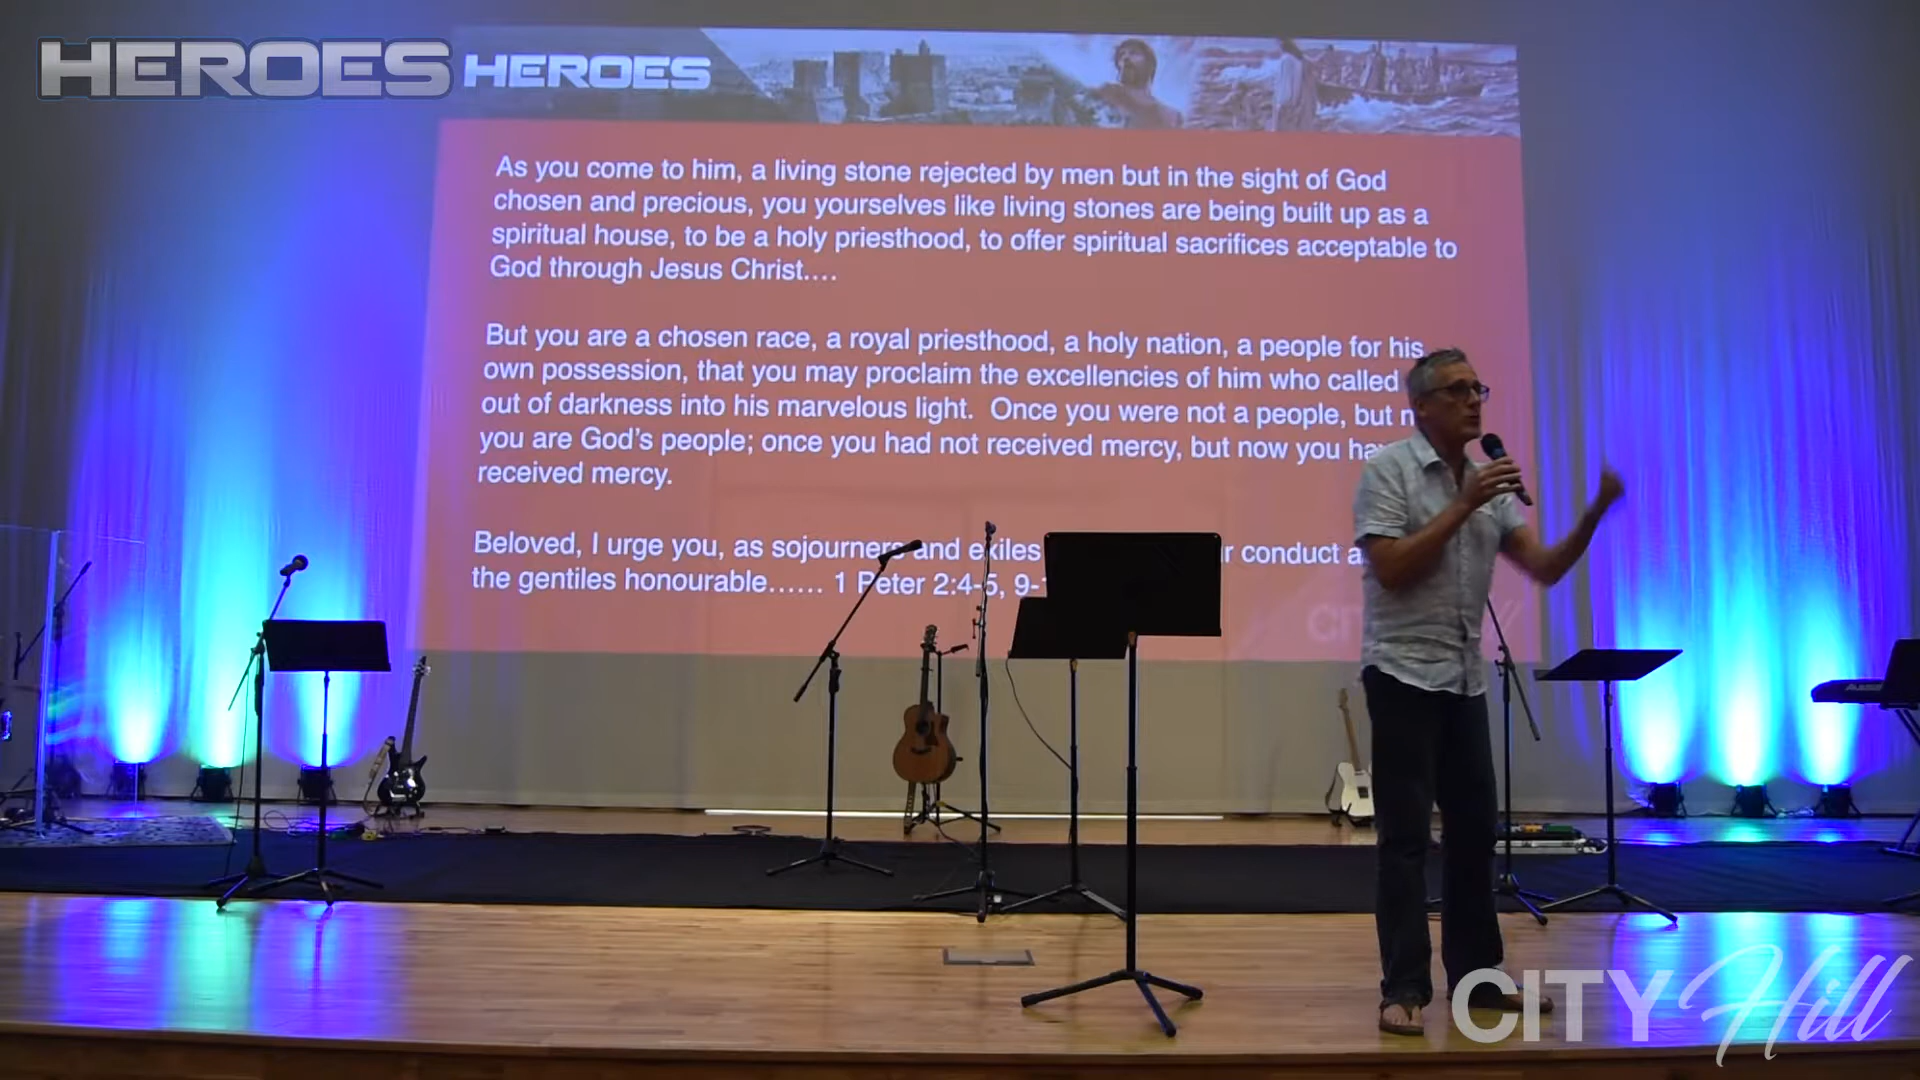 HEROES
HEROES
As you come to him, a living stone rejected by men but in the sight of God
chosen and precious, you yourselves like living stones are being built up as a
spiritual house, to be a holy priesthood, to offer spiritual sacrifices acceptable to
God through Jesus Christ….
But you are a chosen race, a royal priesthood, a holy nation, a people for his
own possession, that you may proclaim the excellencies of him who called
out of darkness into his marvelous light. Once you were not a people, but
you are God's people; once you had not received mercy, but now you
received mercy.
Beloved, I urge you, as sojourners and exiles conduct
the gentiles honourable…… 1 Peter 2:4-5, 9-
CITY Hill